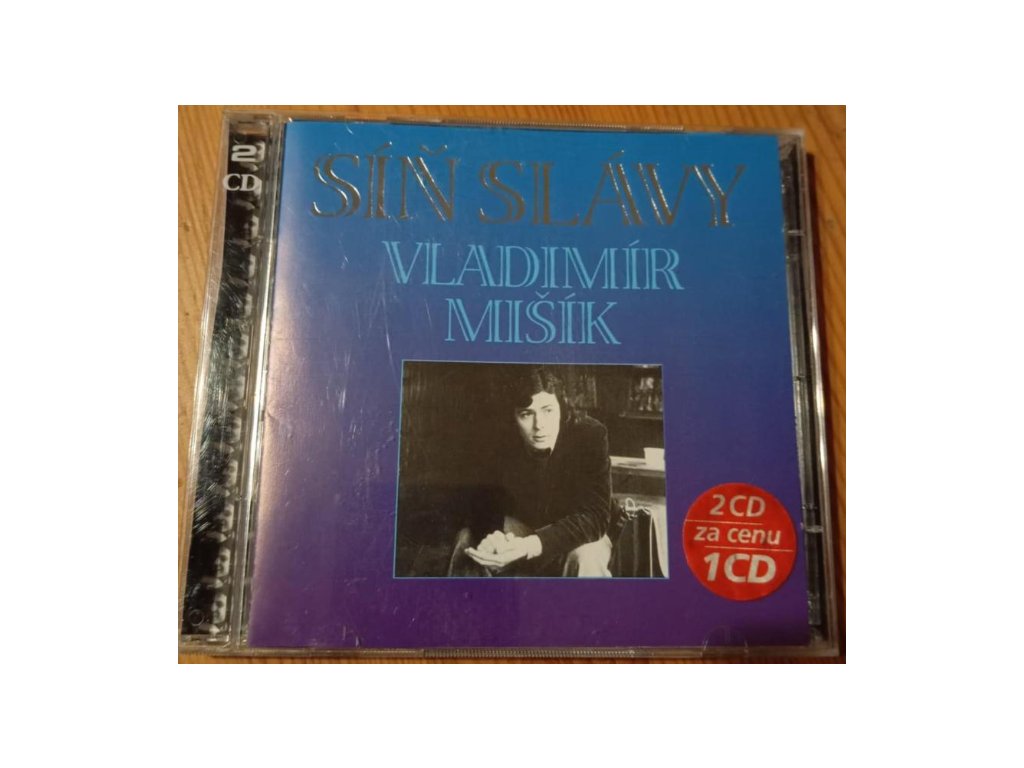 2
CD
SÍŇ SLÁVY
VLADIMÍR
MIŠÍK
2 CD
za cenu
1 CD